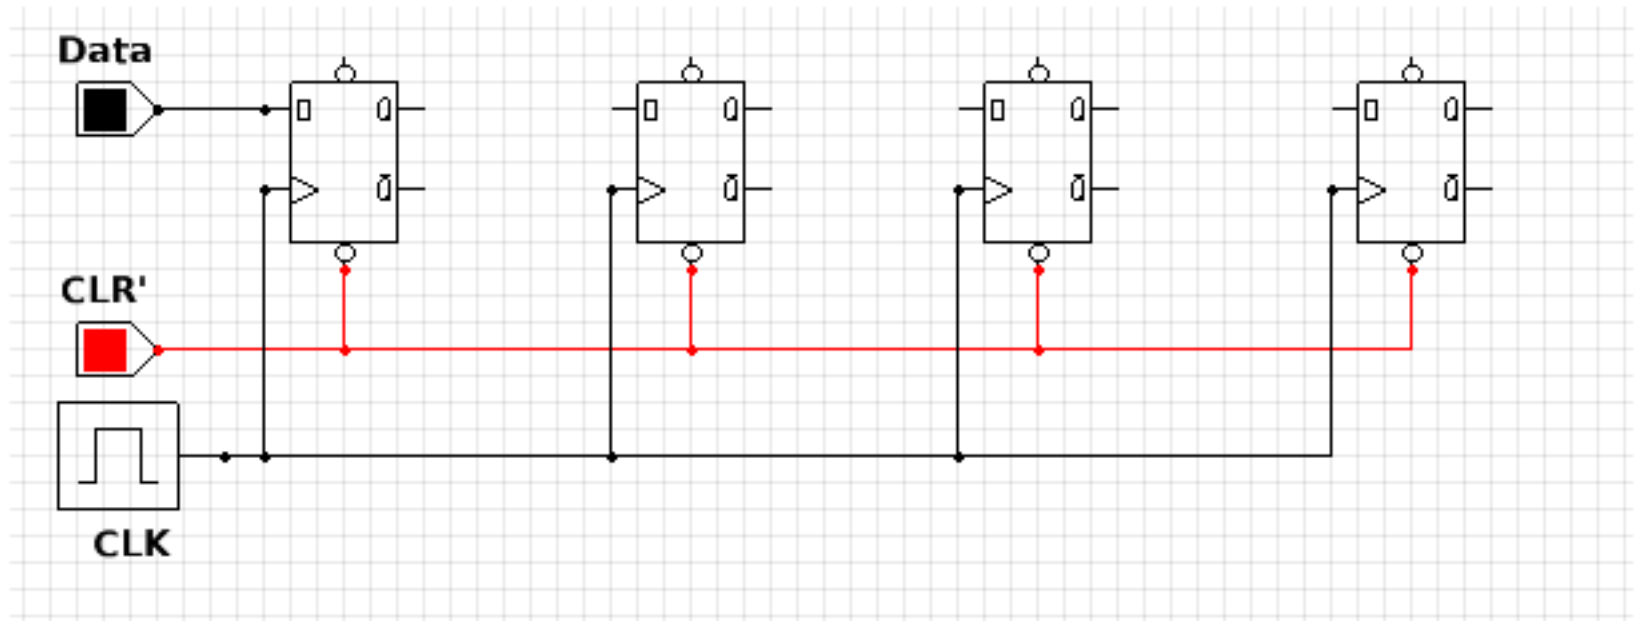 Data
D Q D Q D Q D Q
Q̅ Q̅ Q̅ Q̅
CLR'
CLK